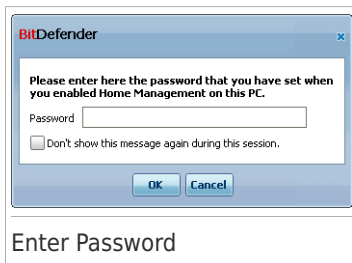 BitDefender
Please enter here the password that you have set when
you enabled Home Management on this PC.
Password
Don't show this message again during this session.
OK Cancel
Enter Password